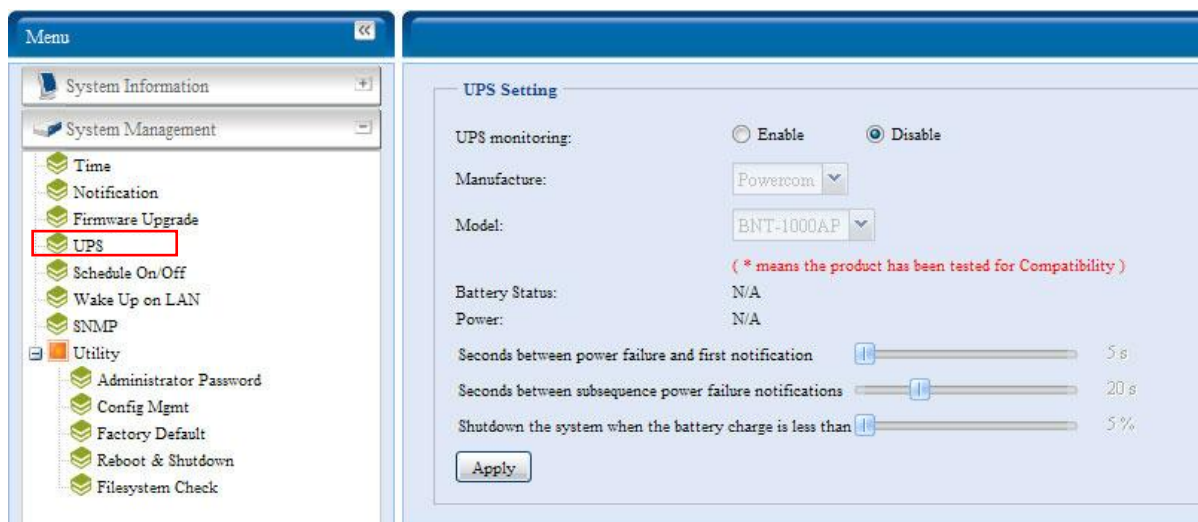 Menu
System Information
System Management
Time
Notification
Firmware Upgrade
UPS
Schedule On/Off
Wake Up on LAN
SNMP
Utility
Administrator Password
Config Mgmt
Factory Default
Reboot & Shutdown
Filesystem Check
UPS Setting
UPS monitoring: Enable Disable
Manufacture: Powercom
Model: BNT-1000AP
( * means the product has been tested for Compatibility )
Battery Status: N/A
Power: N/A
Seconds between power failure and first notification 5 s
Seconds between subsequence power failure notifications 20 s
Shutdown the system when the battery charge is less than 5 %
Apply